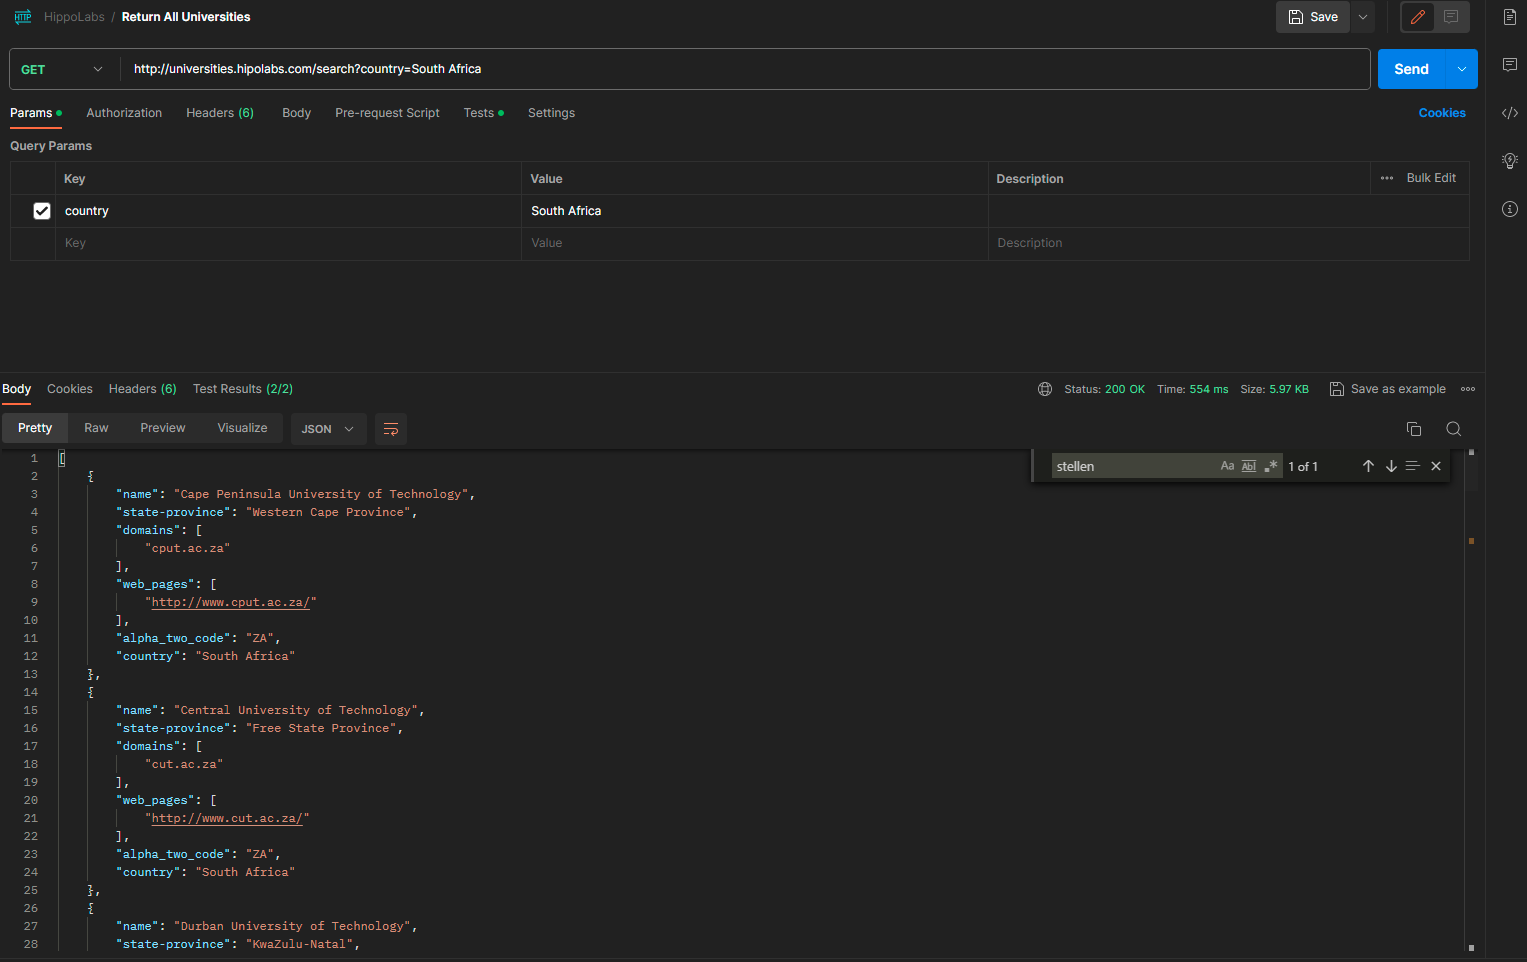 HTTP HippoLabs / Return All Universities Save
GET http://universities.hipolabs.com/search?country=South Africa Send
Params Authorization Headers (6) Body Pre-request Script Tests Settings Cookies
Query Params
Key Value Description ••• Bulk Edit
country South Africa
Key Value Description
Body Cookies Headers (6) Test Results (2/2) Status: 200 OK Time: 554 ms Size: 5.97 KB Save as example
Pretty Raw Preview Visualize JSON
stellen Aa Abl .* 1 of 1
1 [
2 {
3 "name": "Cape Peninsula University of Technology",
4 "state-province": "Western Cape Province",
5 "domains": [
6 "cput.ac.za"
7 ],
8 "web_pages": [
9 "http://www.cput.ac.za/"
10 ],
11 "alpha_two_code": "ZA",
12 "country": "South Africa"
13 },
14 {
15 "name": "Central University of Technology",
16 "state-province": "Free State Province",
17 "domains": [
18 "cut.ac.za"
19 ],
20 "web_pages": [
21 "http://www.cut.ac.za/"
22 ],
23 "alpha_two_code": "ZA",
24 "country": "South Africa"
25 },
26 {
27 "name": "Durban University of Technology",
28 "state-province": "KwaZulu-Natal",